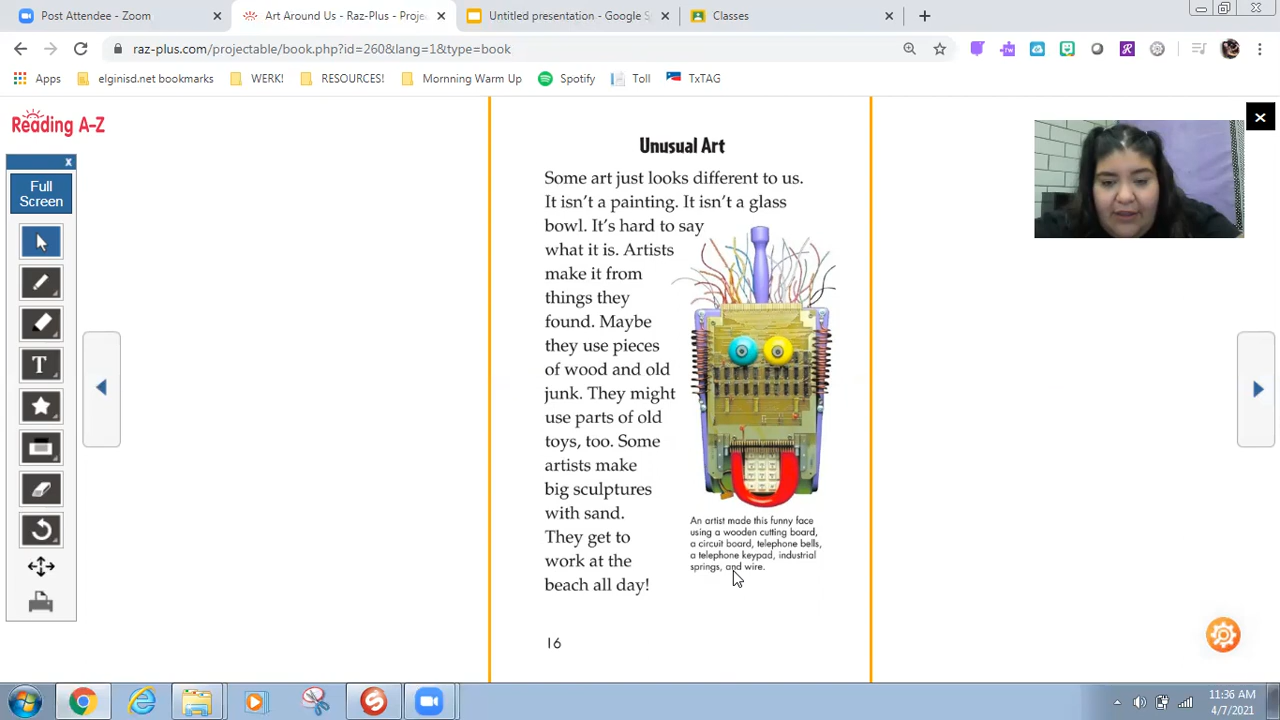 Post Attendee - Zoom
Art Around Us - Raz-Plus - Proje
Untitled presentation - Google S
Classes
raz-plus.com/projectable/book.php?id=260&lang=1&type=book
Apps
elginisd.net bookmarks
WERK!
RESOURCES!
Mornming Warm Up
Spotify
Toll
TxTAG
Reading A-Z
x
Full
Screen
T
Unusual Art
Some art just looks different to us.
It isn't a painting. It isn't a glass
bowl. It's hard to say
what it is. Artists
make it from
things they
found. Maybe
they use pieces
of wood and old
junk. They might
use parts of old
toys, too. Some
artists make
big sculptures
with sand.
They get to
work at the
beach all day!
An artist made this funny face
using a wooden cutting board,
a circuit board, telephone bells,
a telephone keypad, industrial
springs, and wire.
16
11:36 AM
4/7/2021